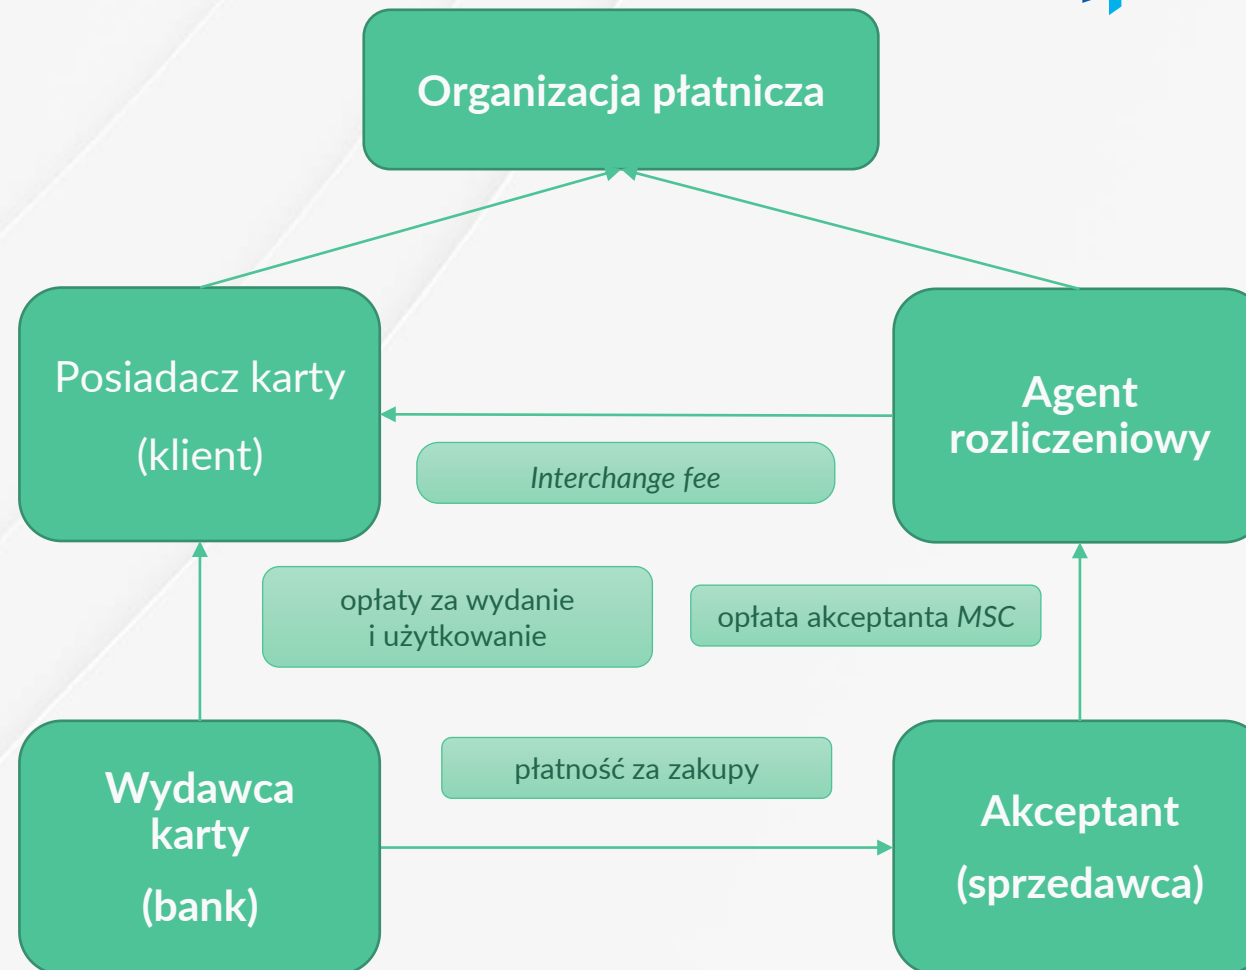 Organizacja płatnicza
Posiadacz karty
(klient)
Agent
rozliczeniowy
Interchange fee
opłaty za wydanie
i użytkowanie
opłata akceptanta MSC
płatność za zakupy
Wydawca
karty
(bank)
Akceptant
(sprzedawca)